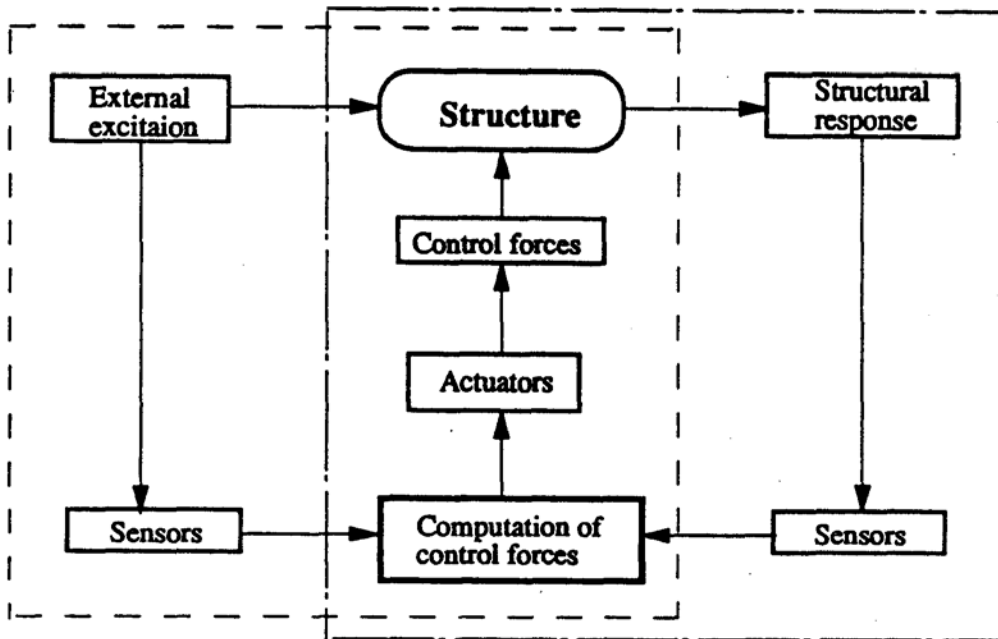 External
excitaion
Structure
Structural
response
Control forces
Actuators
Sensors
Computation of
control forces
Sensors